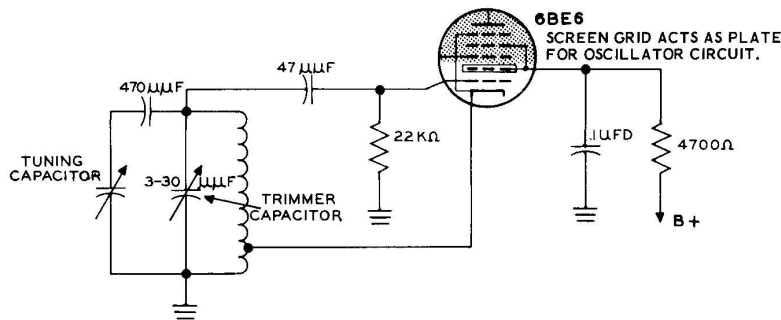 6BE6
SCREEN GRID ACTS AS PLATE
FOR OSCILLATOR CIRCUIT.
470μμF
47μμF
22KΩ
.1UFD
4700Ω
TUNING
CAPACITOR
3-30 μμF
TRIMMER
CAPACITOR
B+